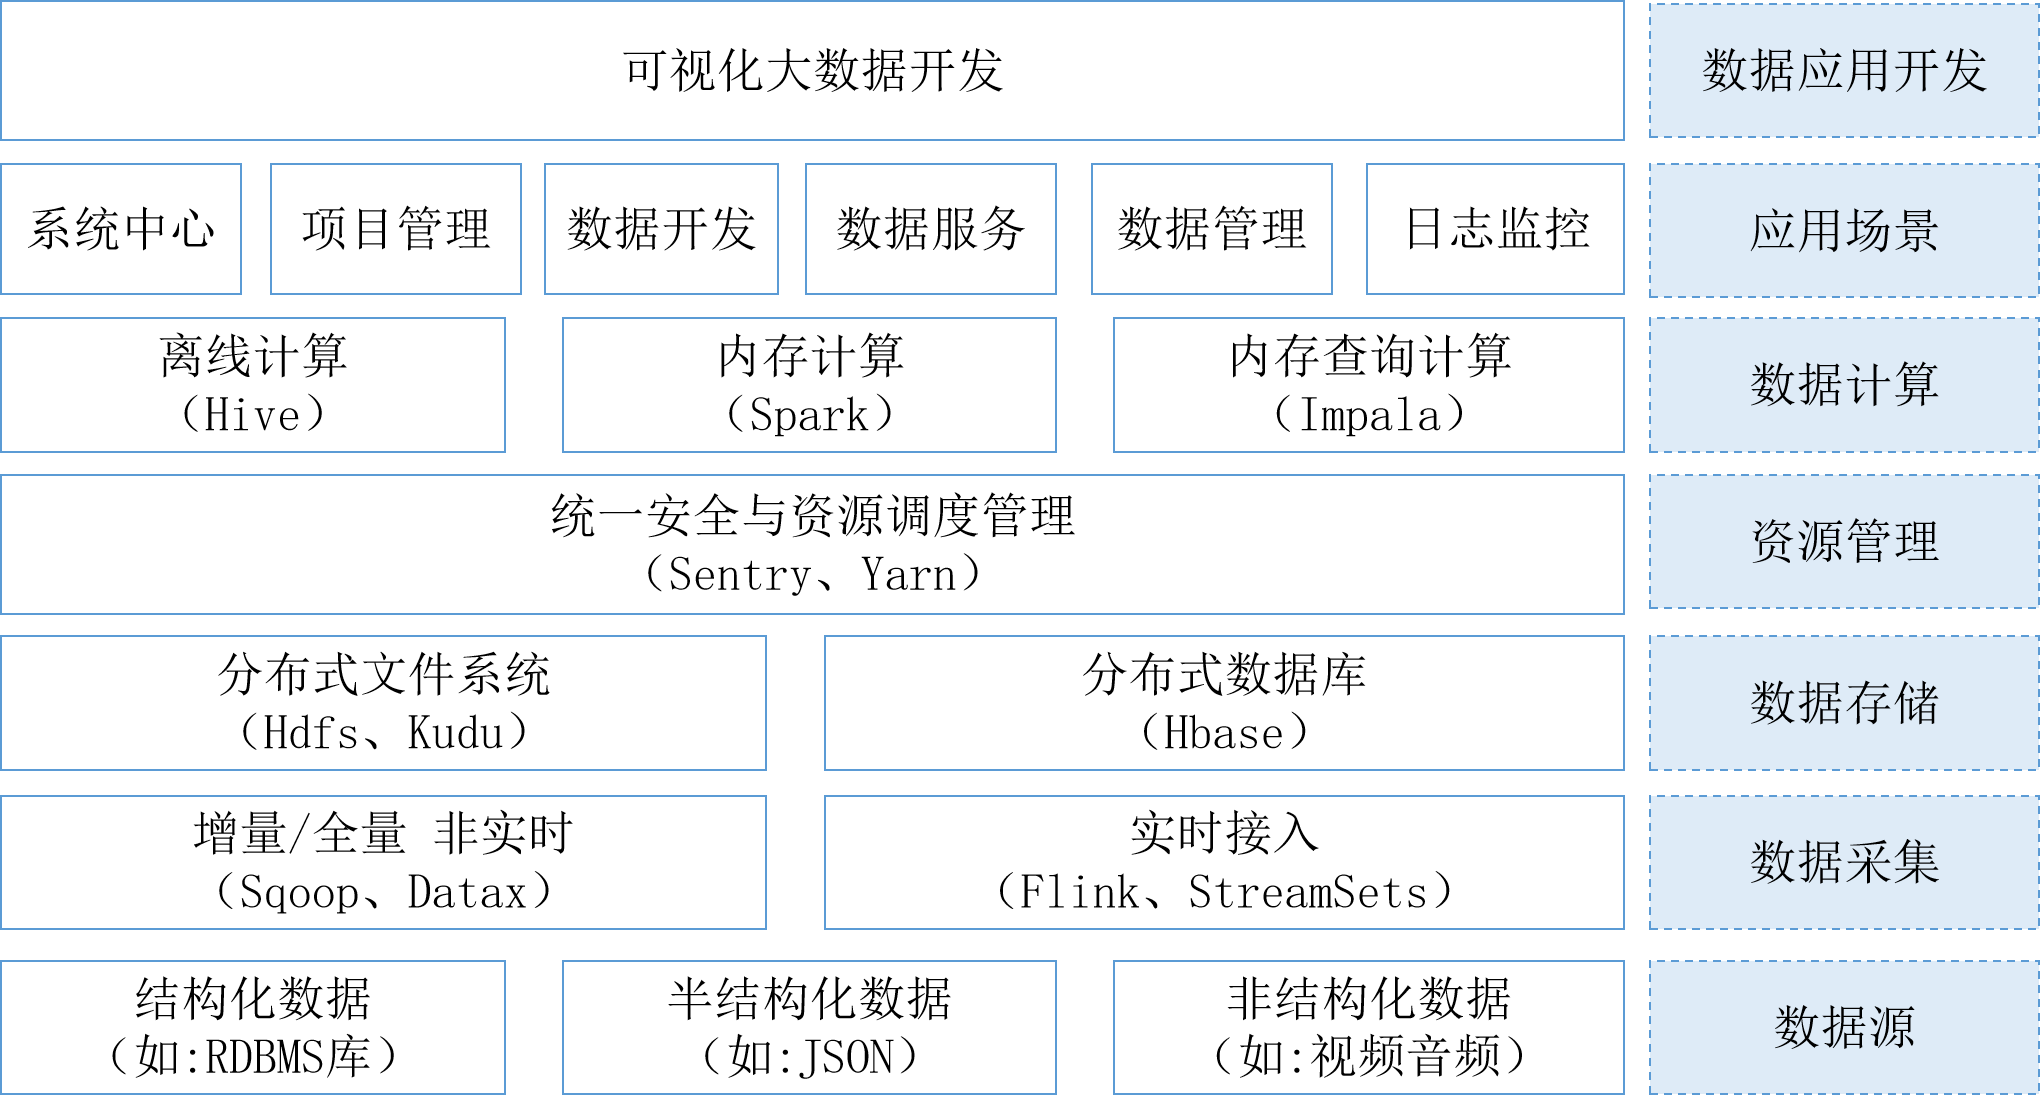 可视化大数据开发
数据应用开发
系统中心
项目管理
数据开发
数据服务
数据管理
日志监控
应用场景
离线计算
（Hive）
内存计算
（Spark）
内存查询计算
（Impala）
数据计算
统一安全与资源调度管理
（Sentry、Yarn）
资源管理
分布式文件系统
（Hdfs、Kudu）
分布式数据库
（Hbase）
数据存储
增量/全量 非实时
（Sqoop、Datax）
实时接入
（Flink、StreamSets）
数据采集
结构化数据
（如:RDBMS库）
半结构化数据
（如:JSON）
非结构化数据
（如:视频音频）
数据源